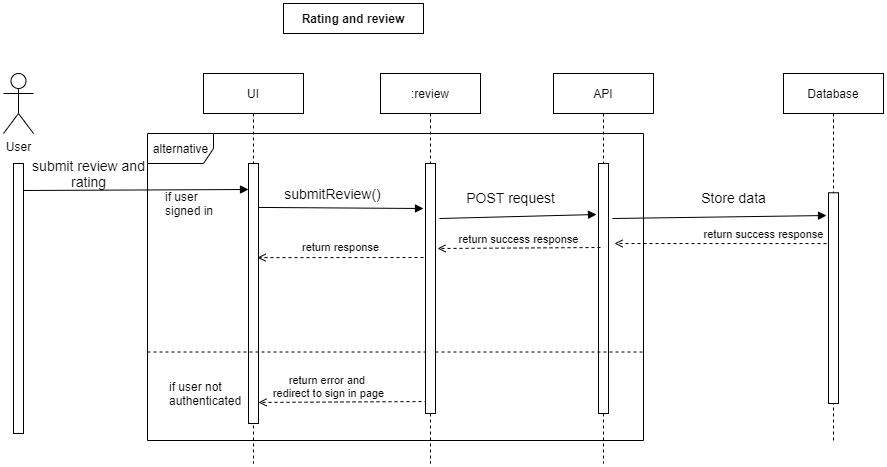 Rating and review
UI
:review
API
Database
User
alternative
submit review and
rating
if user
signed in
submitReview()
POST request
Store data
return response
return success response
return success response
if user not
authenticated
return error and
redirect to sign in page